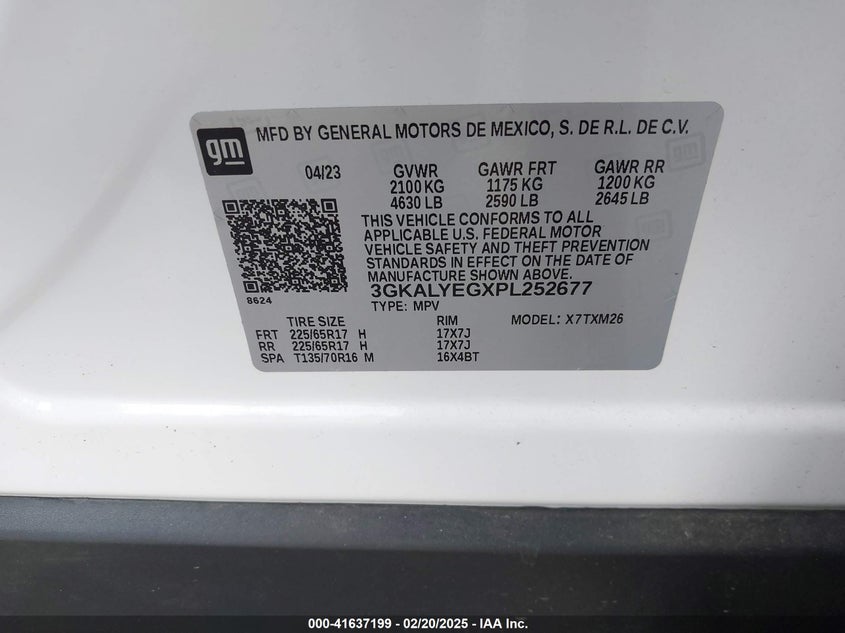 gm
MFD BY GENERAL MOTORS DE MEXICO, S. DE R.L. DE C.V.
04/23 GVWR GAWR FRT GAWR RR
2100 KG 1175 KG 1200 KG
4630 LB 2590 LB 2645 LB
THIS VEHICLE CONFORMS TO ALL
APPLICABLE U.S. FEDERAL MOTOR
VEHICLE SAFETY AND THEFT PREVENTION
STANDARDS IN EFFECT ON THE DATE OF
MANUFACTURE SHOWN ABOVE.
8624
3GKALYEGXPL252677
TYPE: MPV
TIRE SIZE RIM MODEL: X7TXM26
FRT 225/65R17 H 17X7J
RR 225/65R17 H 17X7J
SPA T135/70R16 M 16X4BT
000-41637199 — 02/20/2025 — IAA Inc.